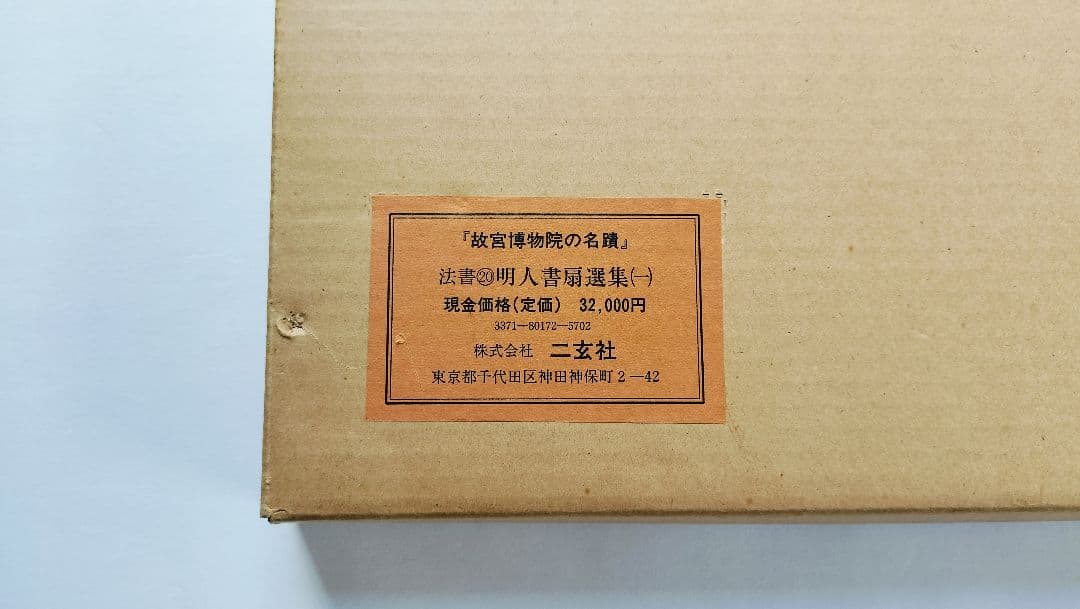 『故宮博物院の名蹟』
法書⑳明人書扇選集㈠
現金価格(定価) 32,000円
3371―80172―5702
株式会社 二玄社
東京都千代田区神田神保町2―42